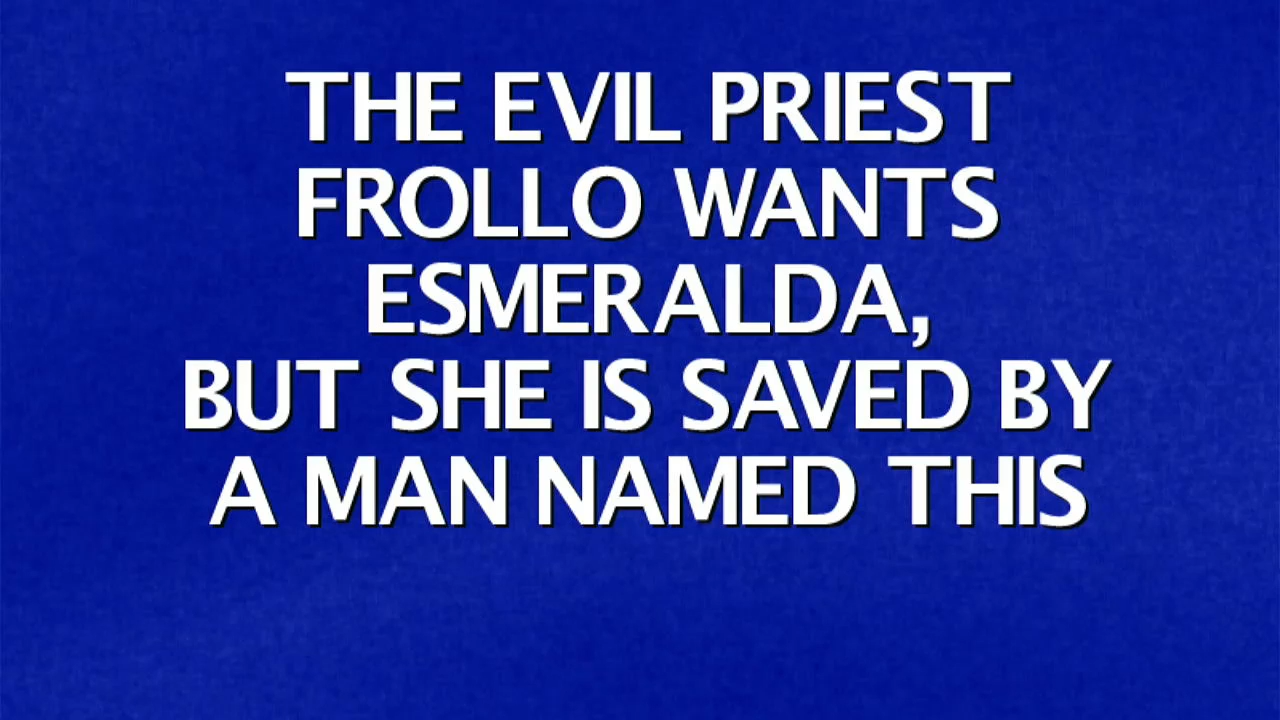 THE EVIL PRIEST
FROLLO WANTS
ESMERALDA,
BUT SHE IS SAVED BY
A MAN NAMED THIS